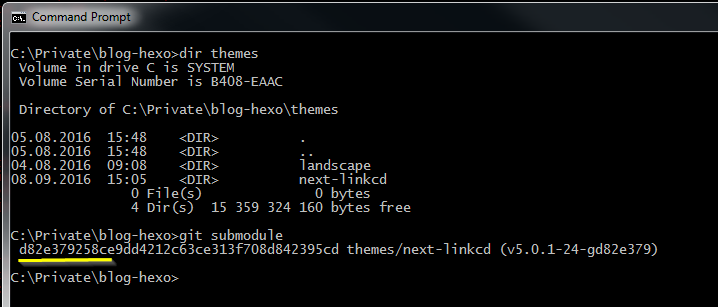 Command Prompt
C:\Private\blog-hexo>dir themes
Volume in drive C is SYSTEM
Volume Serial Number is B408-EAAC
Directory of C:\Private\blog-hexo\themes
05.08.2016 15:48 <DIR> .
05.08.2016 15:48 <DIR> ..
04.08.2016 09:08 <DIR> landscape
08.09.2016 15:05 <DIR> next-linkcd
0 File(s) 0 bytes
4 Dir(s) 15 359 324 160 bytes free
C:\Private\blog-hexo>git submodule
d82e379258ce9dd4212c63ce313f708d842395cd themes/next-linkcd (v5.0.1-24-gd82e379)
C:\Private\blog-hexo>